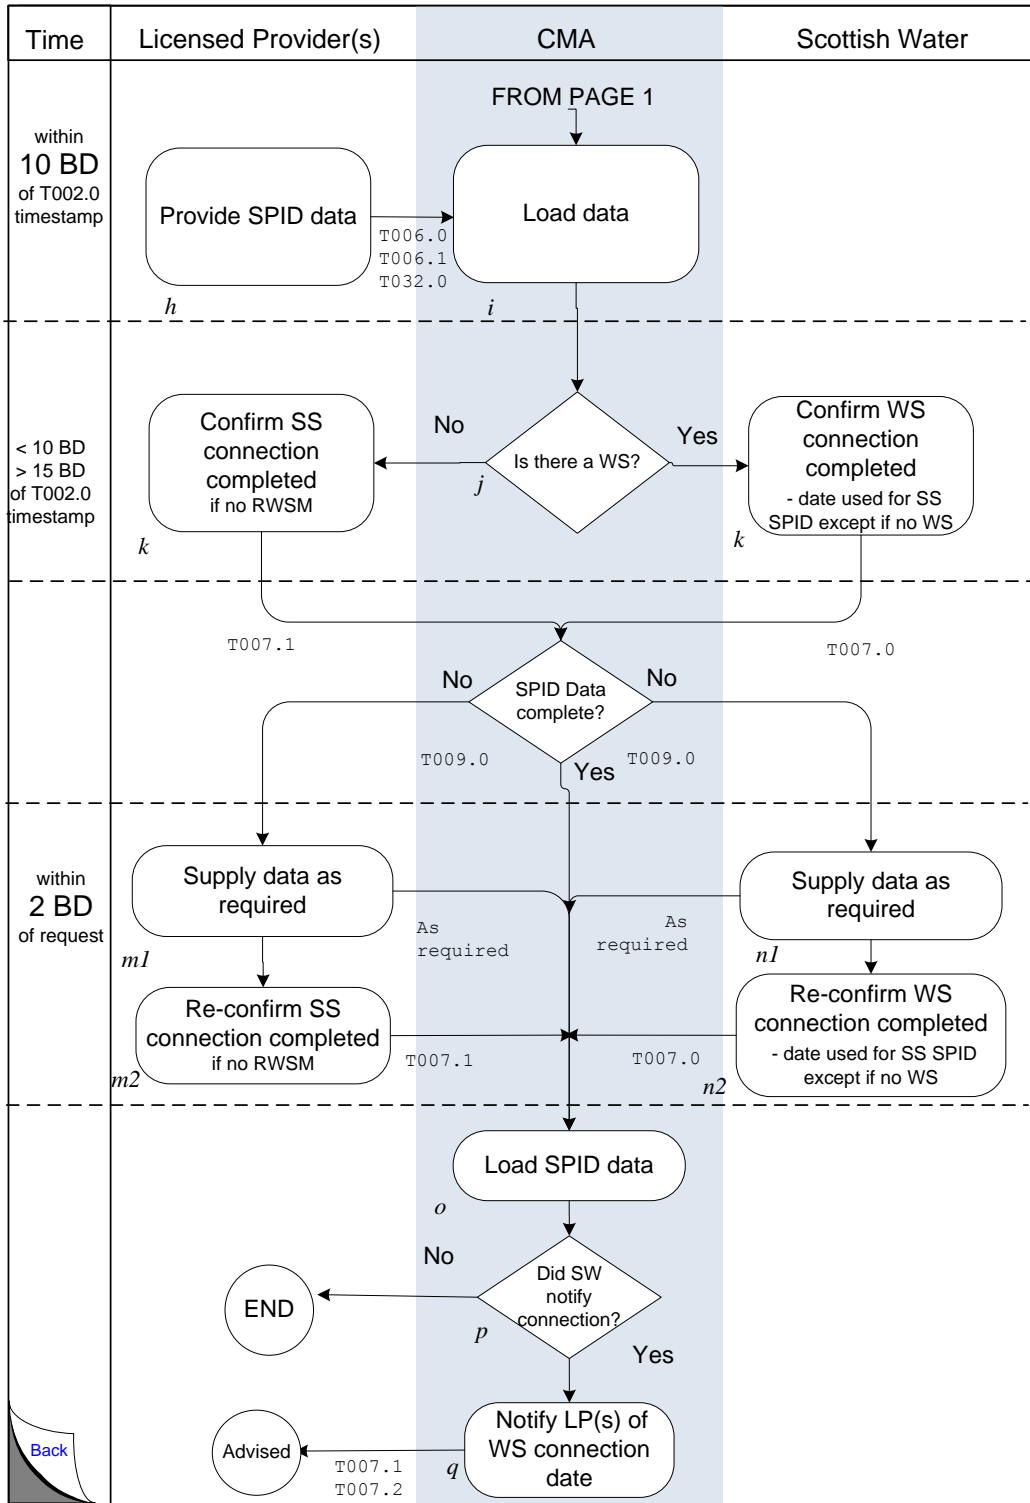 Time
Licensed Provider(s)
CMA
Scottish Water
FROM PAGE 1
within
10 BD
of T002.0
timestamp
Provide SPID data
Load data
T006.0
T006.1
T032.0
h
i
< 10 BD
> 15 BD
of T002.0
timestamp
Confirm SS
connection
completed
if no RWSM
k
No
Is there a WS?
j
Yes
Confirm WS
connection
completed
- date used for SS
SPID except if no WS
k
T007.1
T007.0
No
SPID Data
complete?
No
T009.0
Yes
T009.0
within
2 BD
of request
Supply data as
required
m1
As
required
As
required
Supply data as
required
n1
Re-confirm SS
connection completed
if no RWSM
m2
T007.1
T007.0
Re-confirm WS
connection completed
- date used for SS SPID
except if no WS
n2
Load SPID data
o
No
Did SW
notify
connection?
p
END
Yes
Notify LP(s) of
WS connection
date
q
Advised
T007.1
T007.2
Back